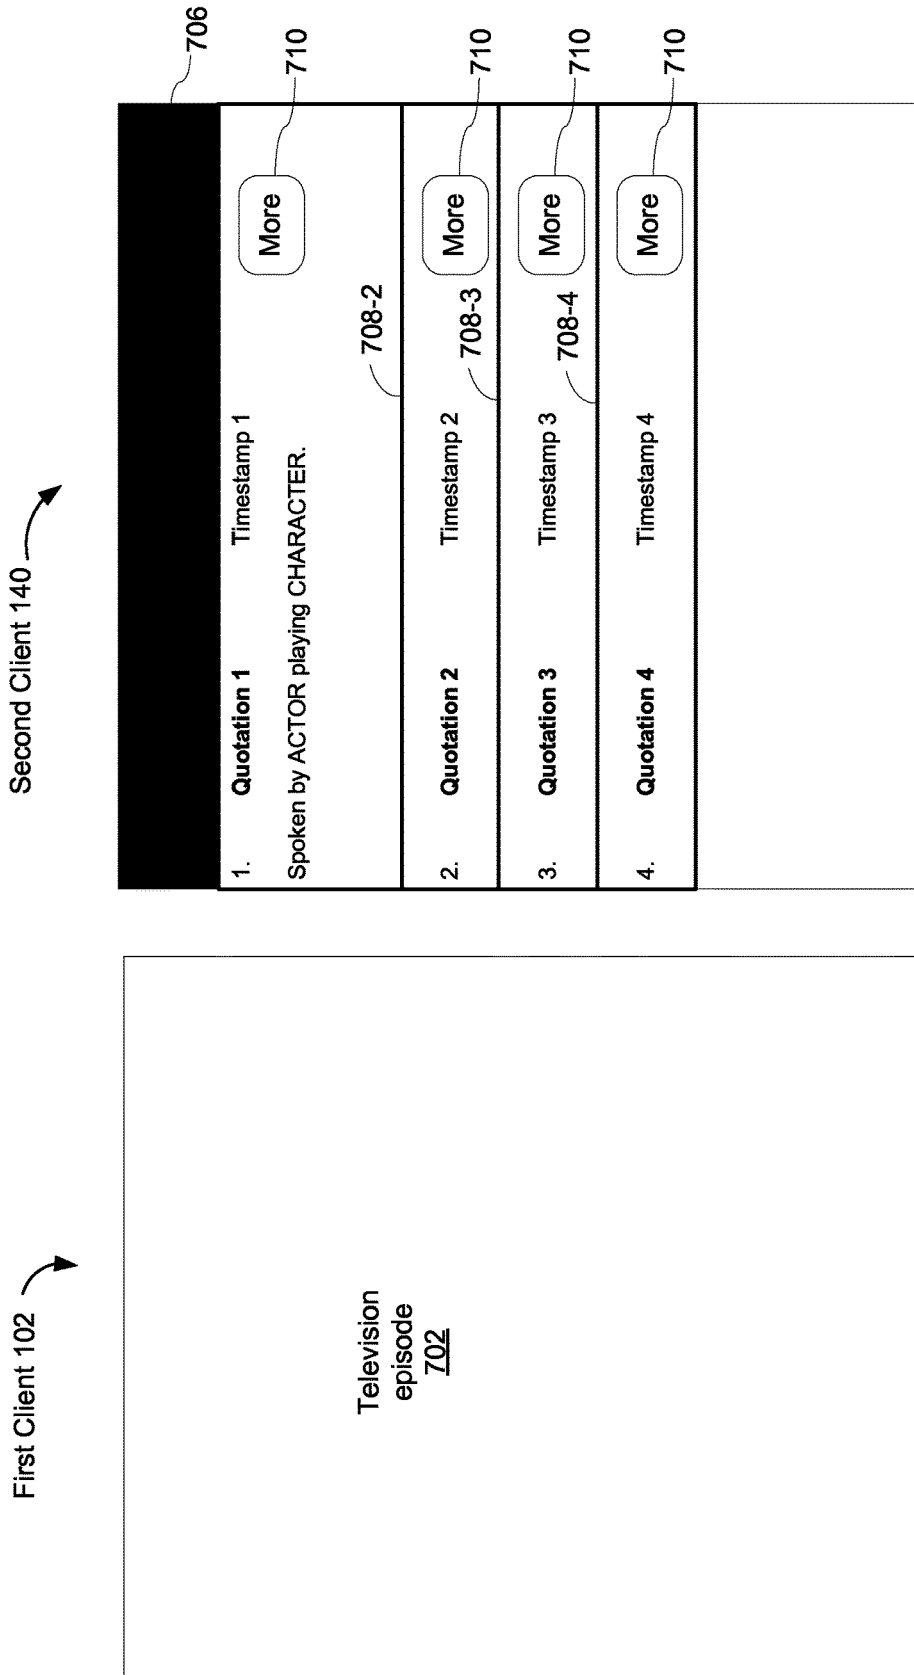 First Client 102
Second Client 140
Television
episode
702
706
1. Quotation 1 Timestamp 1 More 710
Spoken by ACTOR playing CHARACTER.
708-2
2. Quotation 2 Timestamp 2 More 710
708-3
3. Quotation 3 Timestamp 3 More 710
708-4
4. Quotation 4 Timestamp 4 More 710